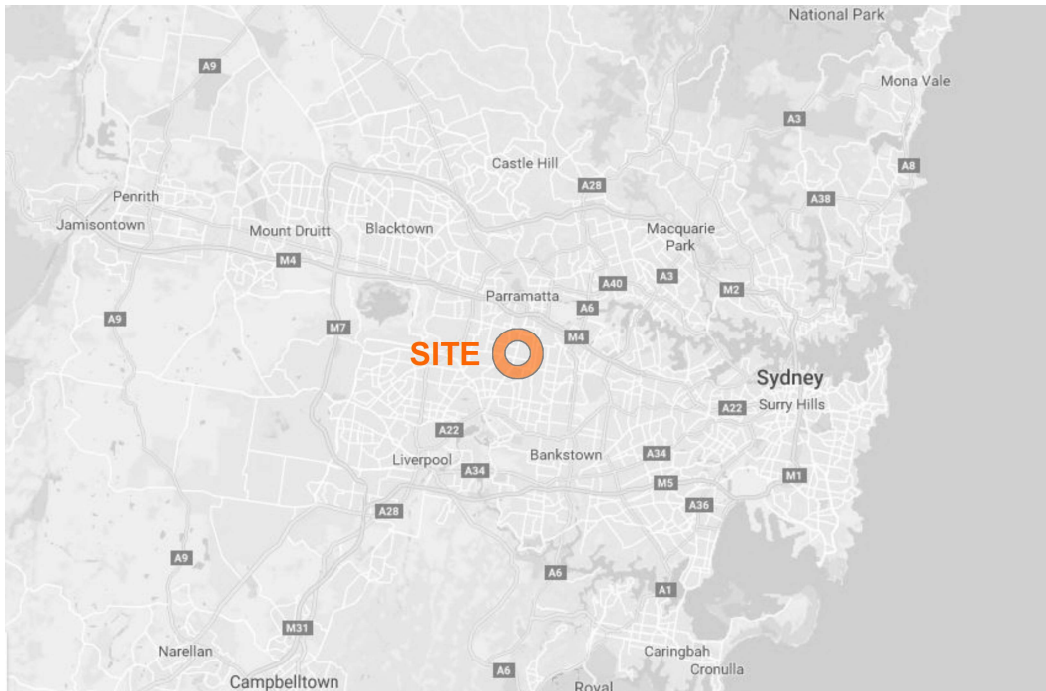 National Park
A9
Mona Vale
A3
Castle Hill
A8
A28
Penrith
A38
Jamisontown
Mount Druitt
Blacktown
Macquarie
Park
M4
A3
A40
M2
Parramatta
A6
A9
M7
M4
SITE
Sydney
A22
Surry Hills
A22
Liverpool
A34
Bankstown
A34
M5
M1
A28
A36
A9
A6
A1
M31
Narellan
Caringbah
Cronulla
A6
Campbelltown
Royal